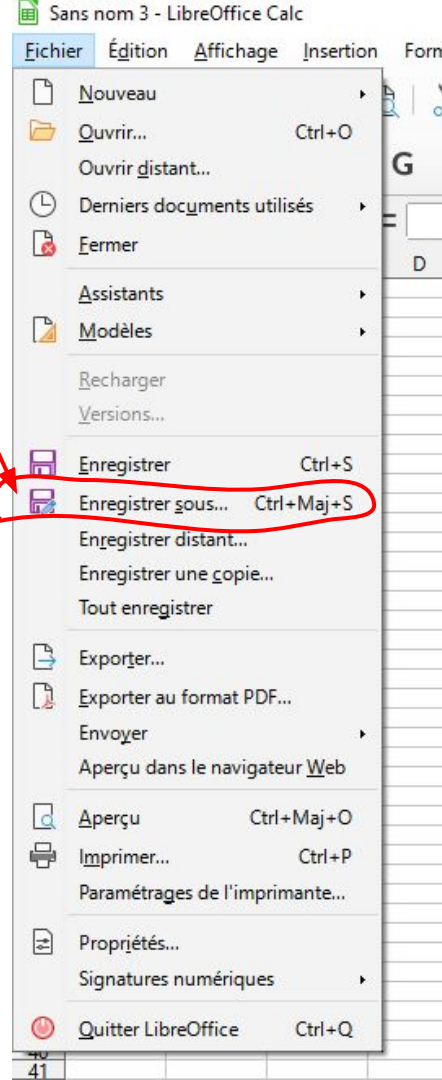 Sans nom 3 - LibreOffice Calc
Fichier Édition Affichage Insertion Form
Nouveau
Ouvrir... Ctrl+O
Ouvrir distant...
G
Derniers documents utilisés
=
Fermer
D
Assistants
Modèles
Recharger
Versions...
Enregistrer Ctrl+S
Enregistrer sous... Ctrl+Maj+S
Enregistrer distant...
Enregistrer une copie...
Tout enregistrer
Exporter...
Exporter au format PDF...
Envoyer
Aperçu dans le navigateur Web
Aperçu Ctrl+Maj+O
Imprimer... Ctrl+P
Paramétrages de l'imprimante...
Propriétés...
Signatures numériques
Quitter LibreOffice Ctrl+Q
41